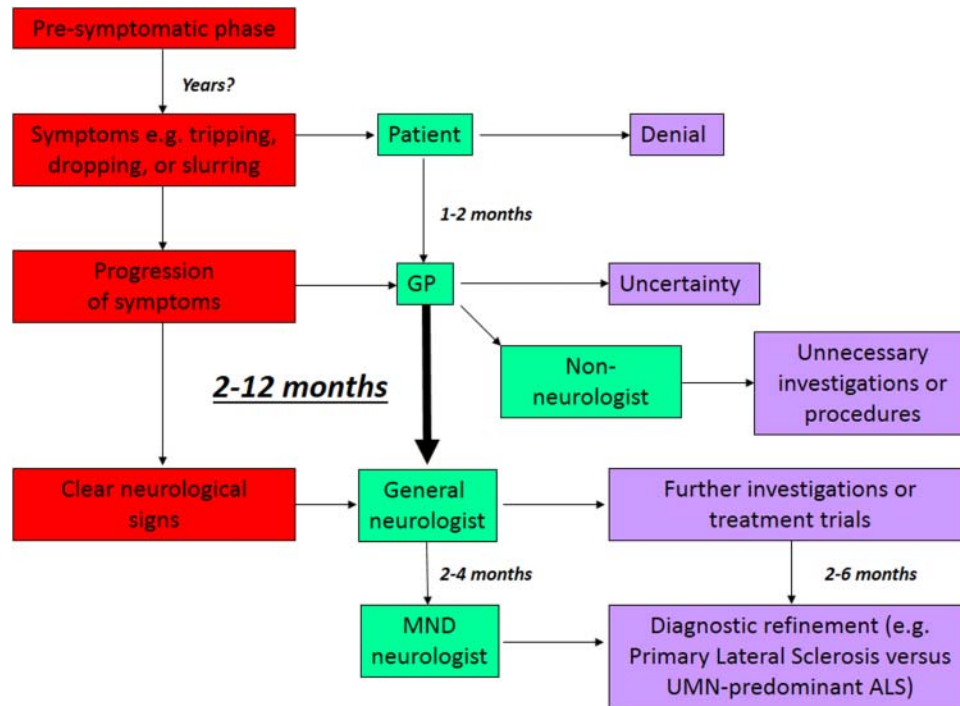 Pre-symptomatic phase
Years?
Symptoms e.g. tripping,
dropping, or slurring
Patient
Denial
1-2 months
Progression
of symptoms
GP
Uncertainty
2-12 months
Non-
neurologist
Unnecessary
investigations or
procedures
Clear neurological
signs
General
neurologist
Further investigations or
treatment trials
2-4 months
2-6 months
MND
neurologist
Diagnostic refinement (e.g.
Primary Lateral Sclerosis versus
UMN-predominant ALS)